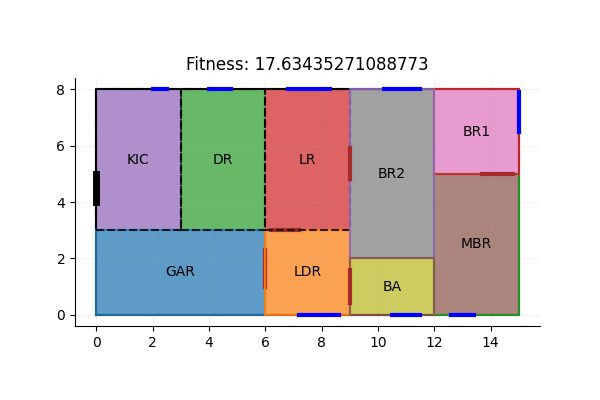 Fitness: 17.63435271088773
8
6
4
2
0
KIC
DR
LR
BR2
BR1
MBR
GAR
LDR
BA
0 2 4 6 8 10 12 14